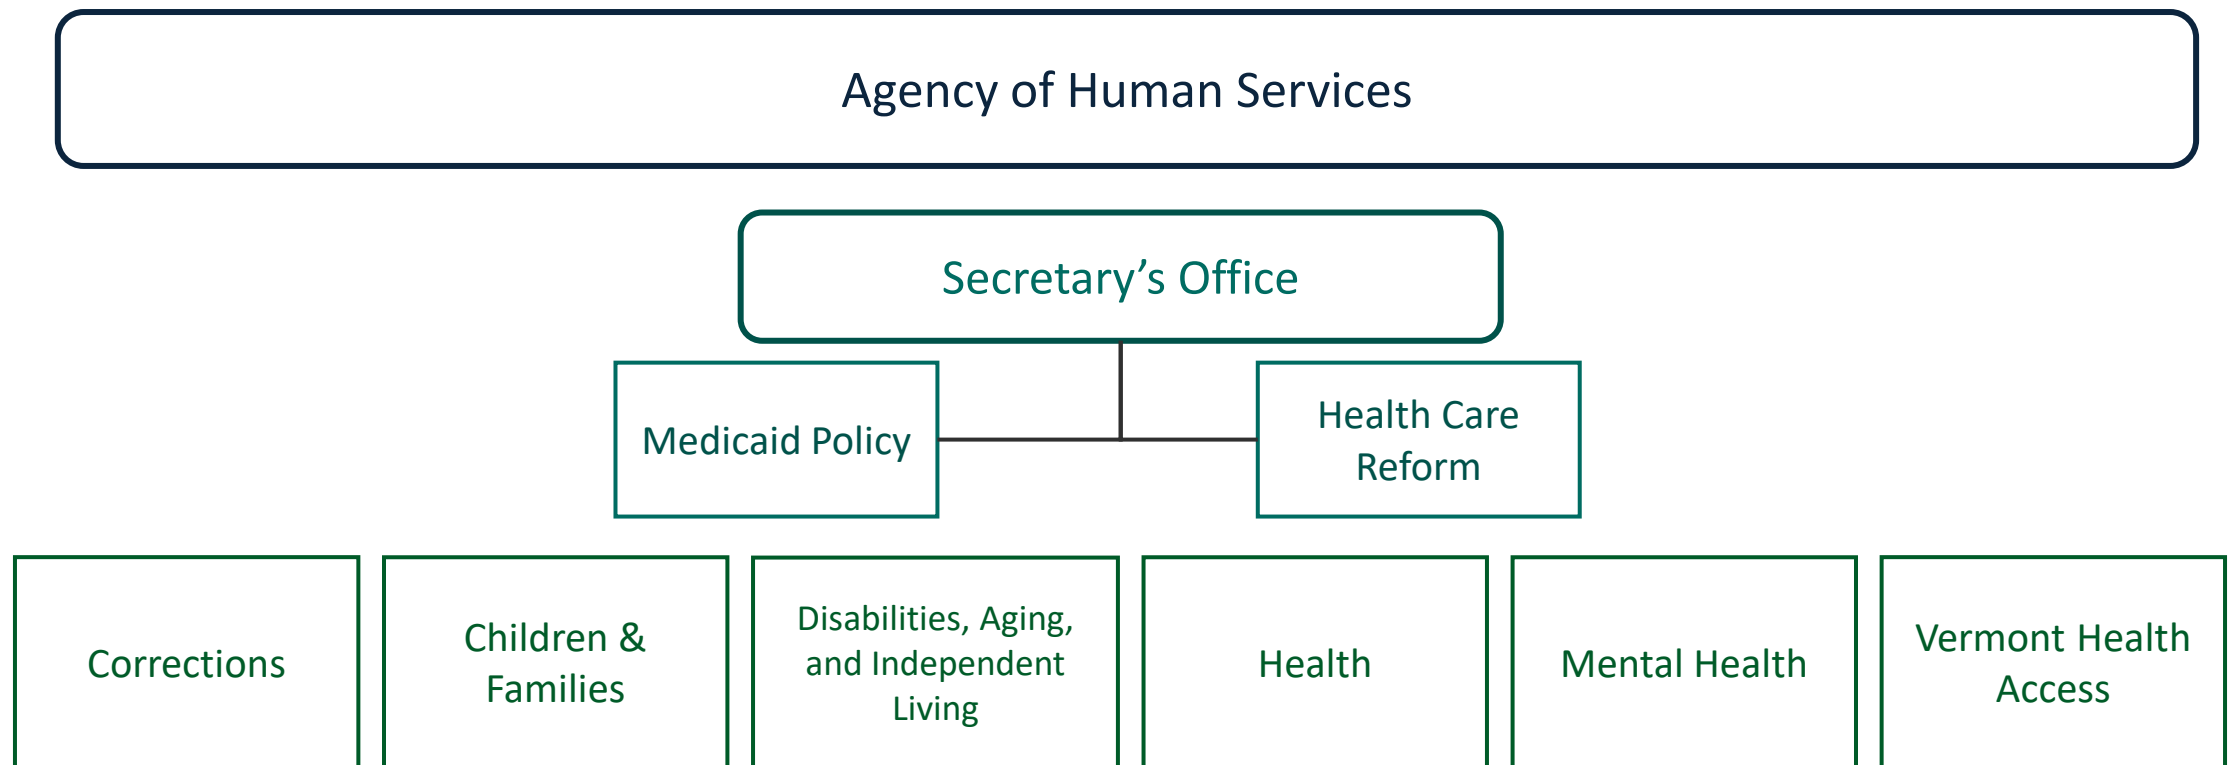 Agency of Human Services
Secretary’s Office
Medicaid Policy
Health Care
Reform
Corrections
Children &
Families
Disabilities, Aging,
and Independent
Living
Health
Mental Health
Vermont Health
Access